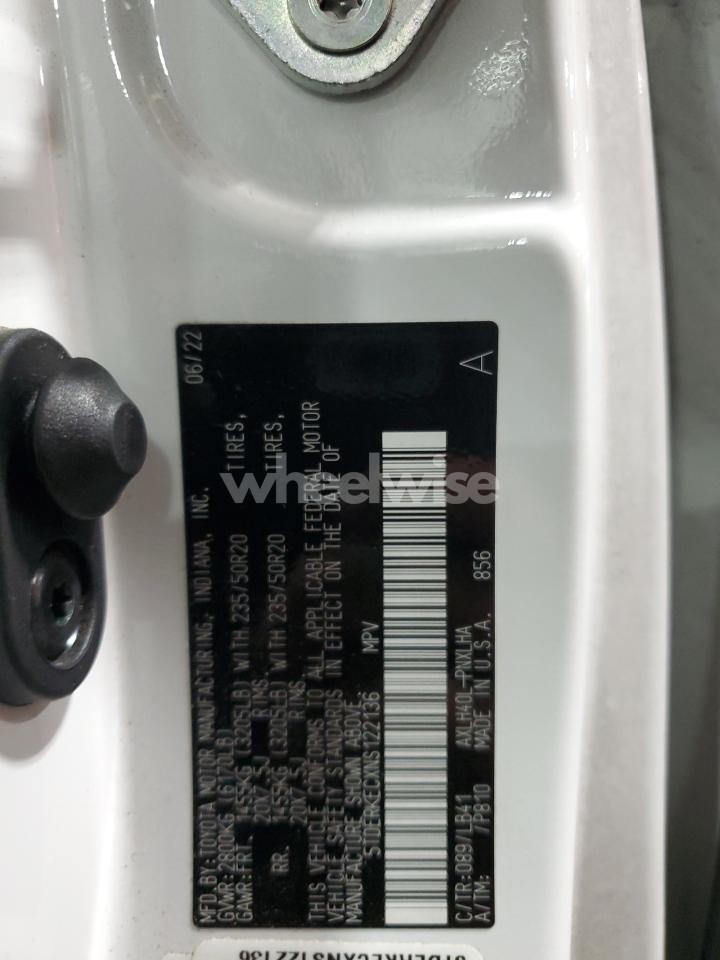 06/22
MFD. BY: TOYOTA MOTOR MANUFACTURING, INDIANA, INC.
GVWR: 2800KG (6170LB)
GAWR: FRT. 1455KG (3205LB) WITH 235/50R20 TIRES,
20X7.5J RIMS,
RR. 1455KG (3205LB) WITH 235/50R20 TIRES,
20X7.5J RIMS.
THIS VEHICLE CONFORMS TO ALL APPLICABLE FEDERAL MOTOR
VEHICLE SAFETY STANDARDS IN EFFECT ON THE DATE OF
MANUFACTURE SHOWN ABOVE.
MPV
C/TR: 089/LB41 AXLH40L-PNXLHA
A/TM: /P810 MADE IN U.S.A. 856
A
wheelwise